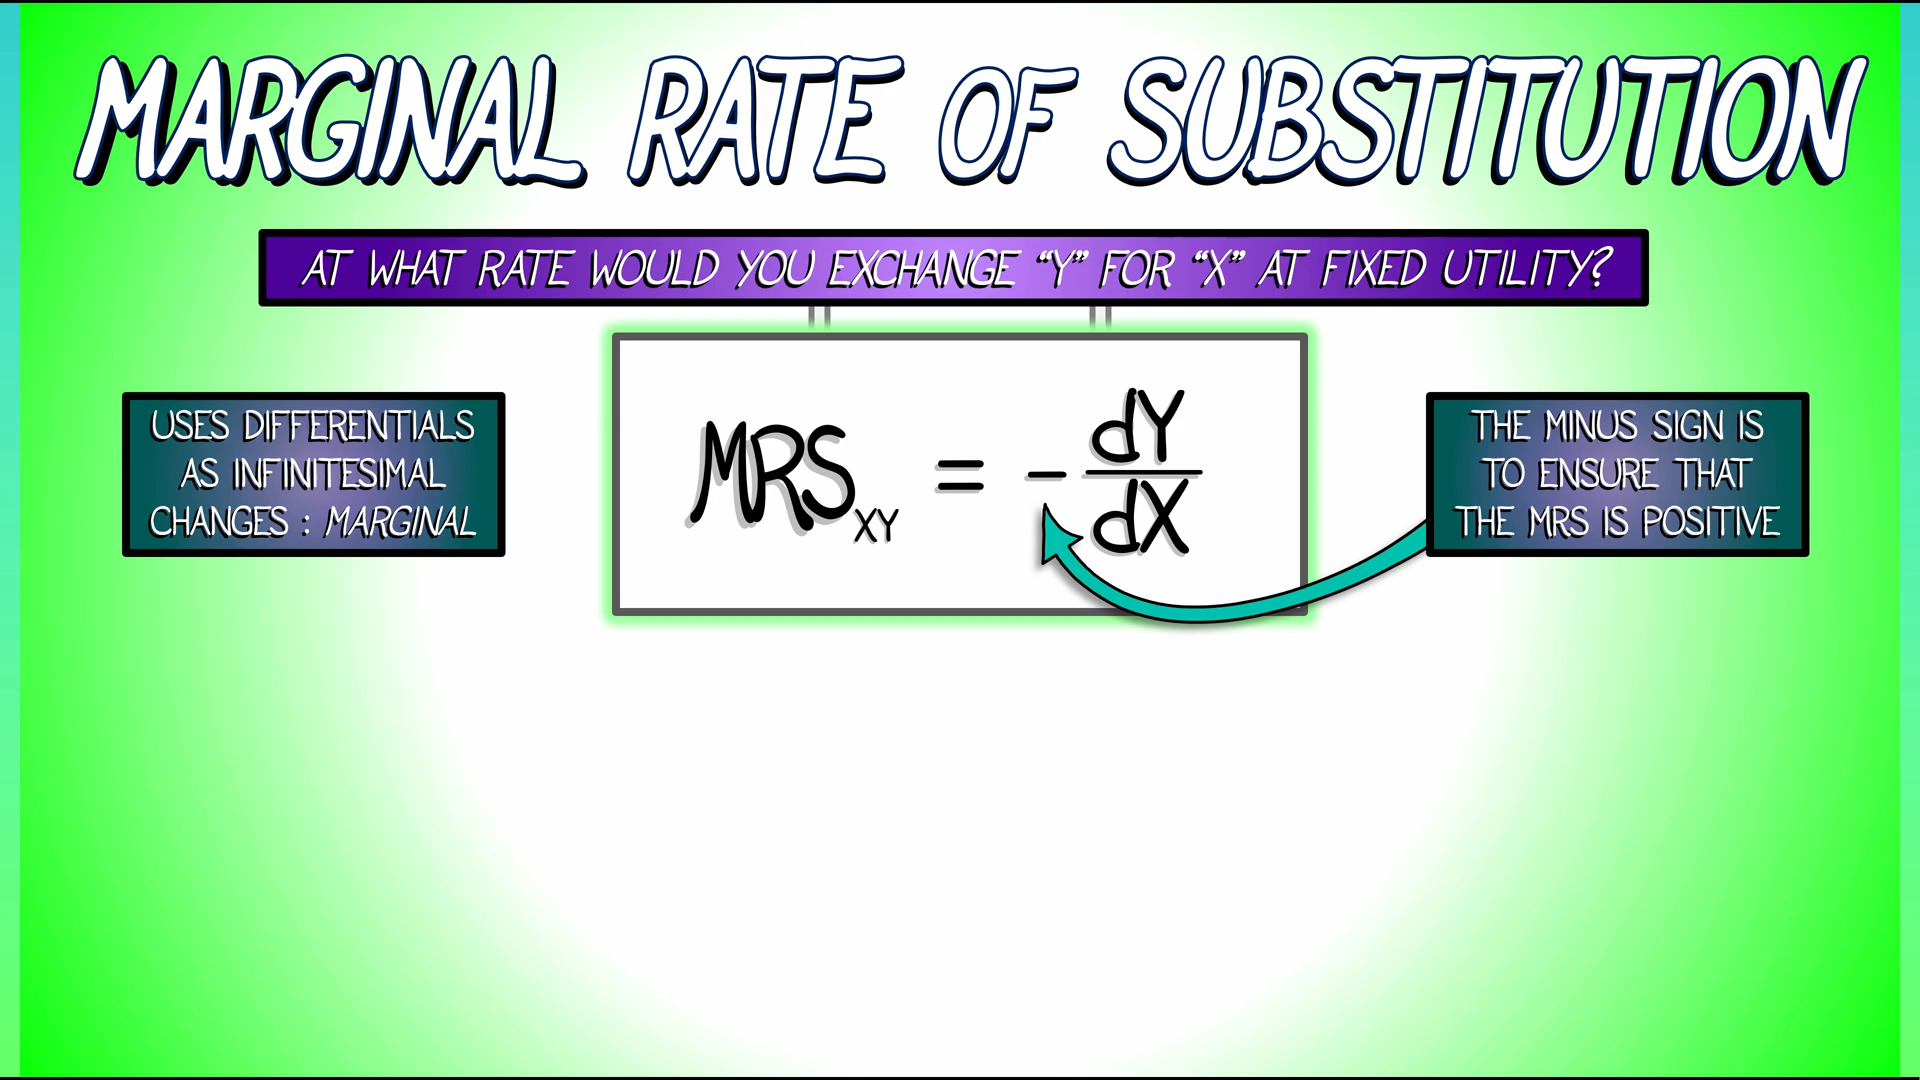 MARGINAL RATE OF SUBSTITUTION
AT WHAT RATE WOULD YOU EXCHANGE “Y” FOR “X” AT FIXED UTILITY?
USES DIFFERENTIALS
AS INFINITESIMAL
CHANGES : MARGINAL
MRS_XY = - dY/dX
THE MINUS SIGN IS
TO ENSURE THAT
THE MRS IS POSITIVE